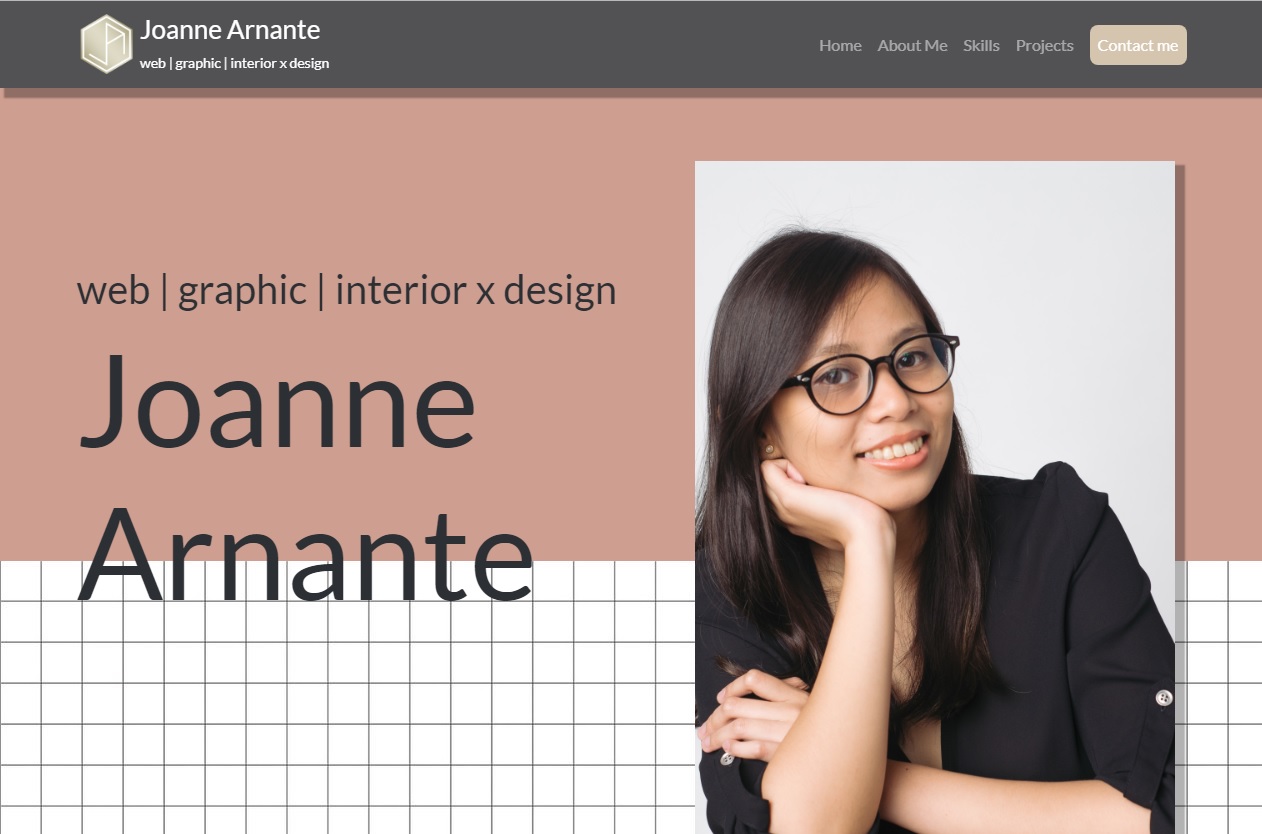 Joanne Arnante
web | graphic | interior x design
Home About Me Skills Projects Contact me
web | graphic | interior x design
Joanne
Arnante